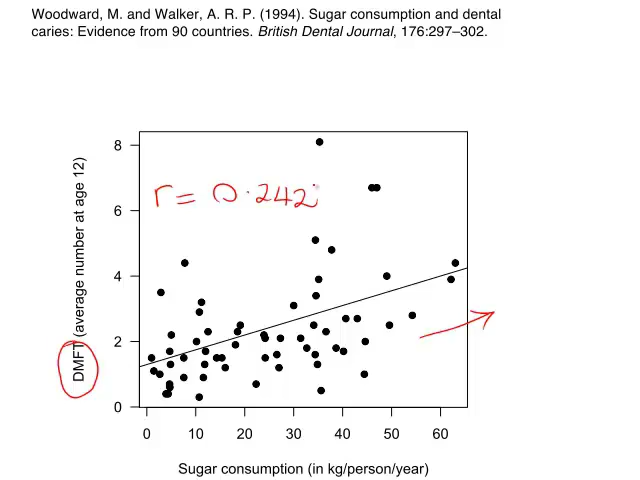 Woodward, M. and Walker, A. R. P. (1994). Sugar consumption and dental
caries: Evidence from 90 countries. British Dental Journal, 176:297–302.
r = 0.242
8
6
4
2
0
DMFT (average number at age 12)
0 10 20 30 40 50 60
Sugar consumption (in kg/person/year)